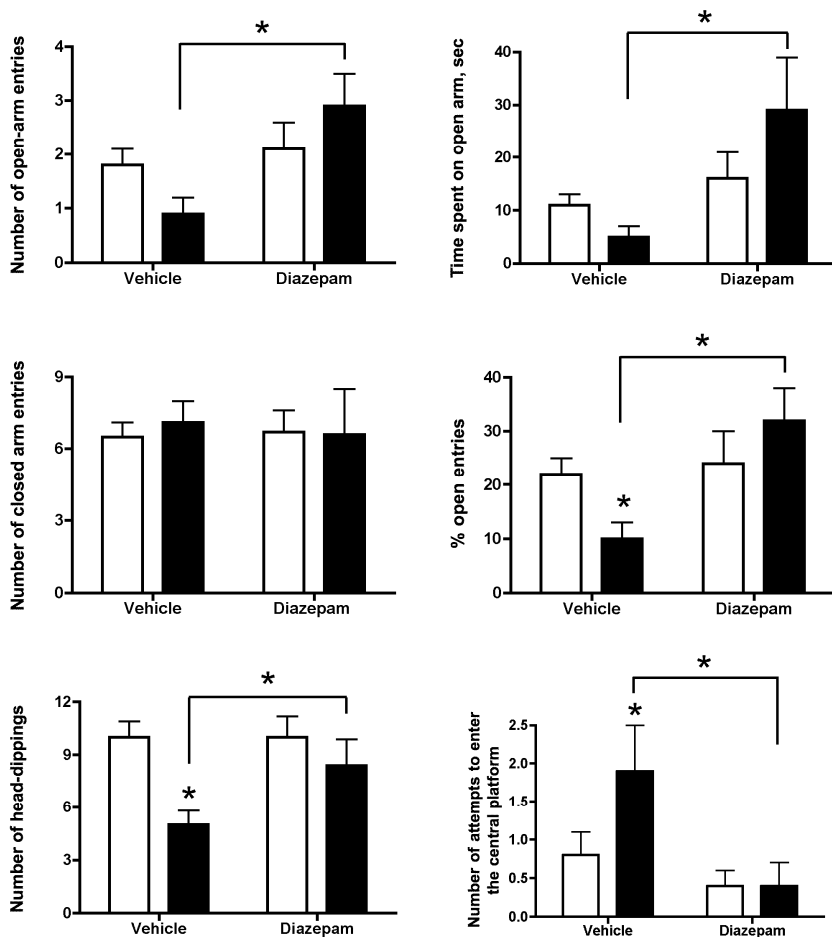 Number of open-arm entries
4
3
2
1
0
*
Vehicle
Diazepam
Time spent on open arm, sec
40
30
20
10
0
*
Vehicle
Diazepam
Number of closed arm entries
9
6
3
0
Vehicle
Diazepam
% open entries
40
30
20
10
0
*
*
Vehicle
Diazepam
Number of head-dippings
12
9
6
3
0
*
*
Vehicle
Diazepam
Number of attempts to enter
the central platform
2.5
2.0
1.5
1.0
0.5
0.0
*
*
Vehicle
Diazepam